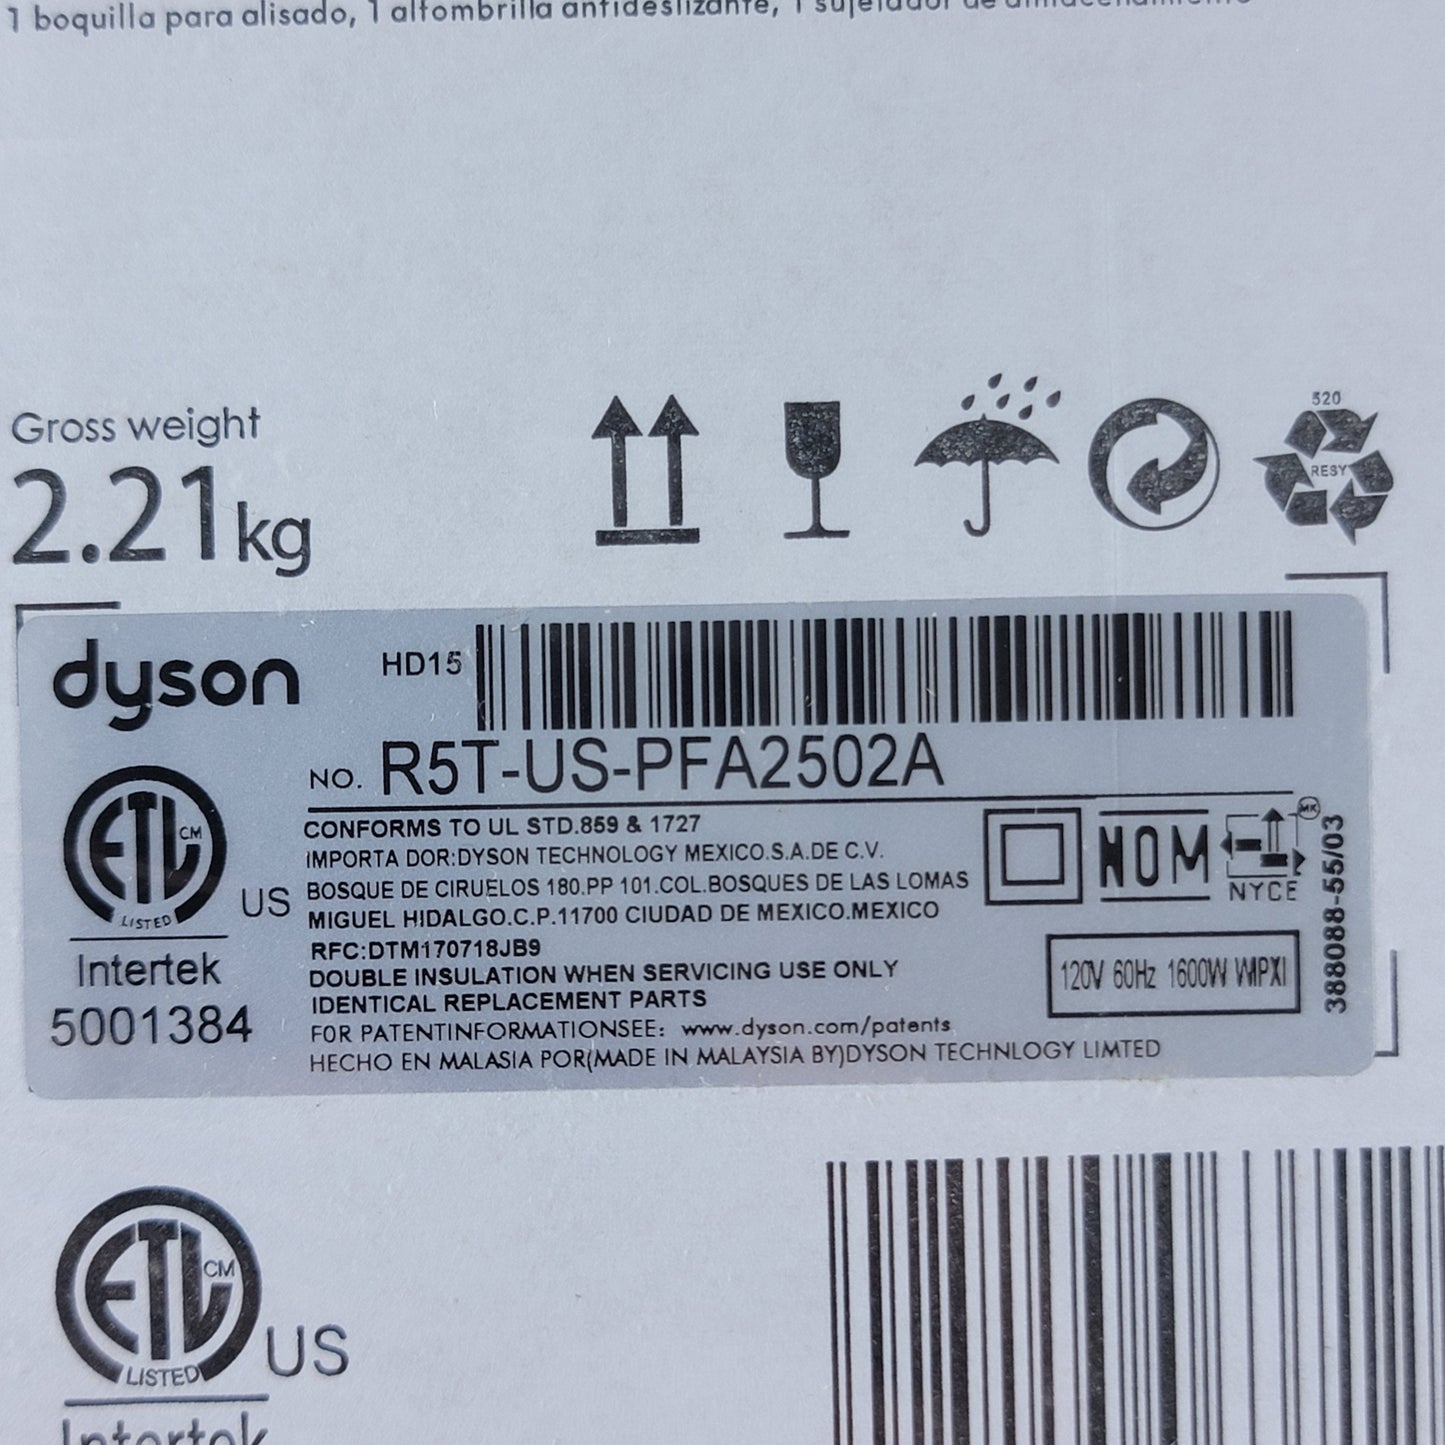 1 boquilla para alisado, 1 alfombrilla antideslizante, 1 sujetador de almacenamiento
Gross weight
2.21kg
520
RESY
dyson
HD15
NO. R5T-US-PFA2502A
CONFORMS TO UL STD.859 & 1727
IMPORTA DOR:DYSON TECHNOLOGY MEXICO.S.A.DE C.V.
BOSQUE DE CIRUELOS 180.PP 101.COL.BOSQUES DE LAS LOMAS
MIGUEL HIDALGO.C.P.11700 CIUDAD DE MEXICO.MEXICO
RFC:DTM170718JB9
DOUBLE INSULATION WHEN SERVICING USE ONLY
IDENTICAL REPLACEMENT PARTS
FOR PATENTINFORMATIONSEE: www.dyson.com/patents
HECHO EN MALASIA POR(MADE IN MALAYSIA BY)DYSON TECHNLOGY LIMTED
ETL CM
LISTED
US
Intertek
5001384
NOM
MK
NYCE
120V 60Hz 1600W WIPXI
388088-55/03
ETL CM
LISTED
US
Intertek